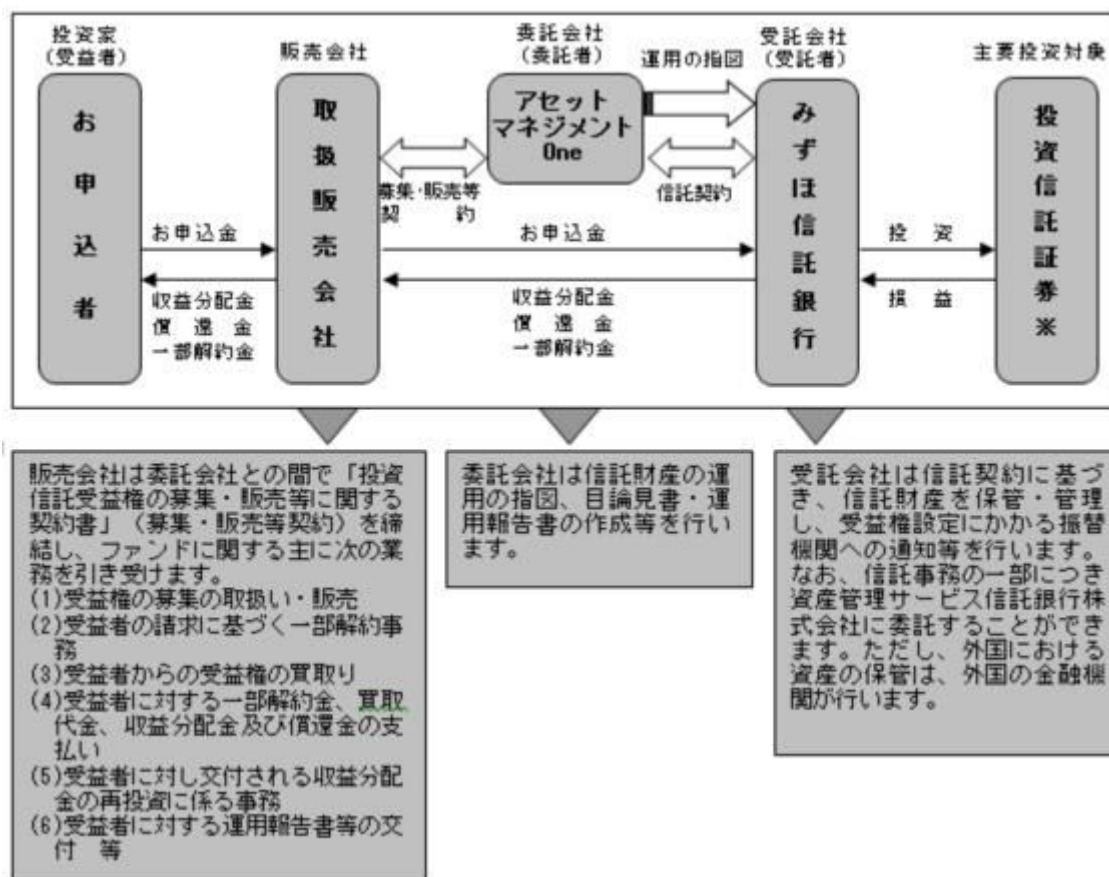 投資家
(受益者)
販売会社
委託会社
(委託者)
運用の指図
受託会社
(受託者)
主要投資対象
お申込者
取扱販売会社
アセット
マネジメント
One
みずほ信託銀行
投資信託証券※
募集・販売等
契　約
信託契約
お申込金
お申込金
投　資
収益分配金
償　還　金
一部解約金
収益分配金
償　還　金
一部解約金
損　益
販売会社は委託会社との間で「投資
信託受益権の募集・販売等に関する
契約書」（募集・販売等契約）を締
結し、ファンドに関する主に次の業
務を引き受けます。
(1)受益権の募集の取扱い・販売
(2)受益者の請求に基づく一部解約事
務
(3)受益者からの受益権の買取り
(4)受益者に対する一部解約金、買取
代金、収益分配金及び償還金の支
払い
(5)受益者に対し交付される収益分配
金の再投資に係る事務
(6)受益者に対する運用報告書等の交
付　等
委託会社は信託財産の運
用の指図、目論見書・運
用報告書の作成等を行い
ます。
受託会社は信託契約に基づ
き、信託財産を保管・管理
し、受益権設定にかかる振替
機関への通知等を行います。
なお、信託事務の一部につき
資産管理サービス信託銀行株
式会社に委託することができ
ます。ただし、外国における
資産の保管は、外国の金融機
関が行います。